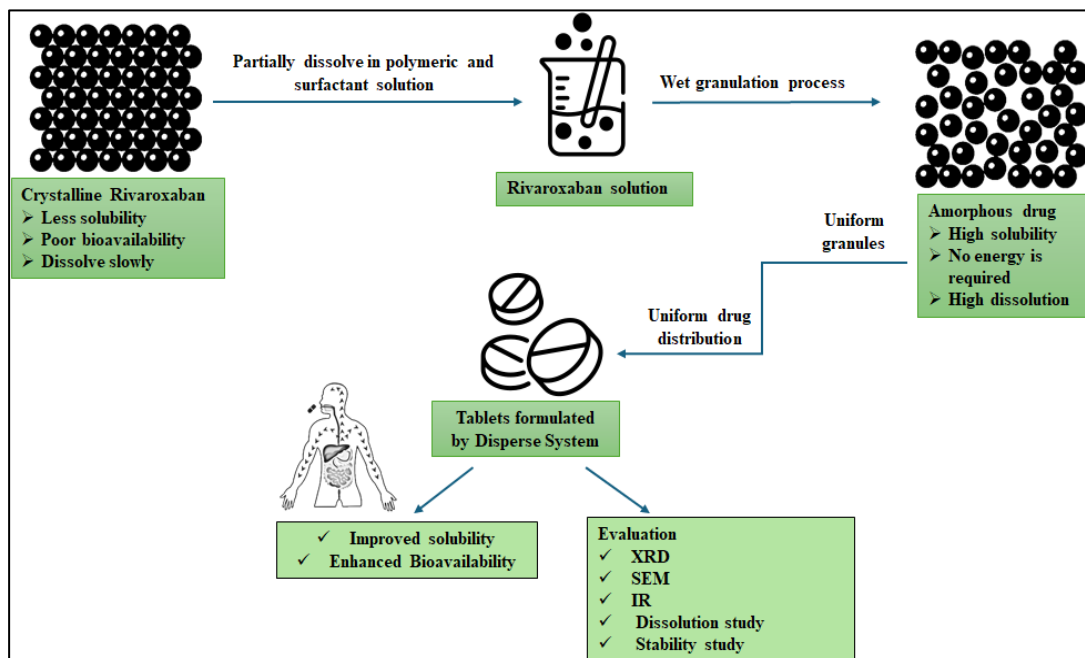 Partially dissolve in polymeric and
surfactant solution
Wet granulation process
Crystalline Rivaroxaban
➢ Less solubility
➢ Poor bioavailability
➢ Dissolve slowly
Rivaroxaban solution
Amorphous drug
➢ High solubility
➢ No energy is
required
➢ High dissolution
Uniform
granules
Uniform drug
distribution
Tablets formulated
by Disperse System
✓ Improved solubility
✓ Enhanced Bioavailability
Evaluation
✓ XRD
✓ SEM
✓ IR
✓ Dissolution study
✓ Stability study